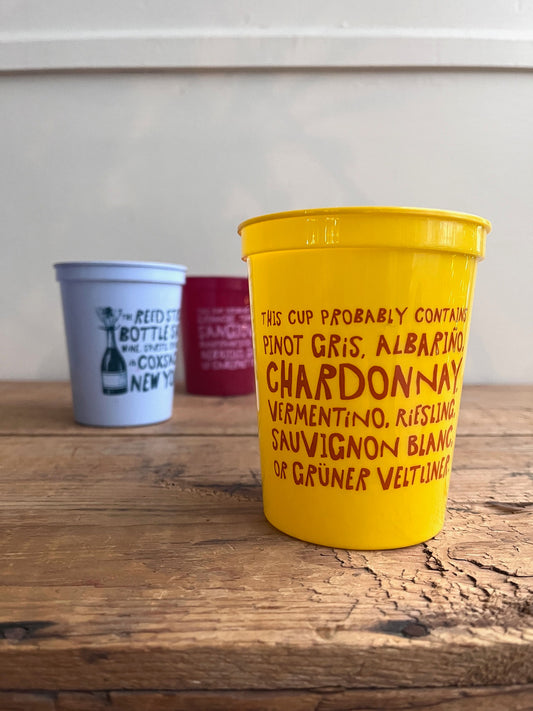 THIS CUP PROBABLY CONTAINS
PINOT GRIS, ALBARIÑO,
CHARDONNAY,
VERMENTINO, RIESLING,
SAUVIGNON BLANC,
OR GRÜNER VELTLINER.
THE REED ST
BOTTLE
WINE, SPIRITS,
IN COXSA
NEW YO